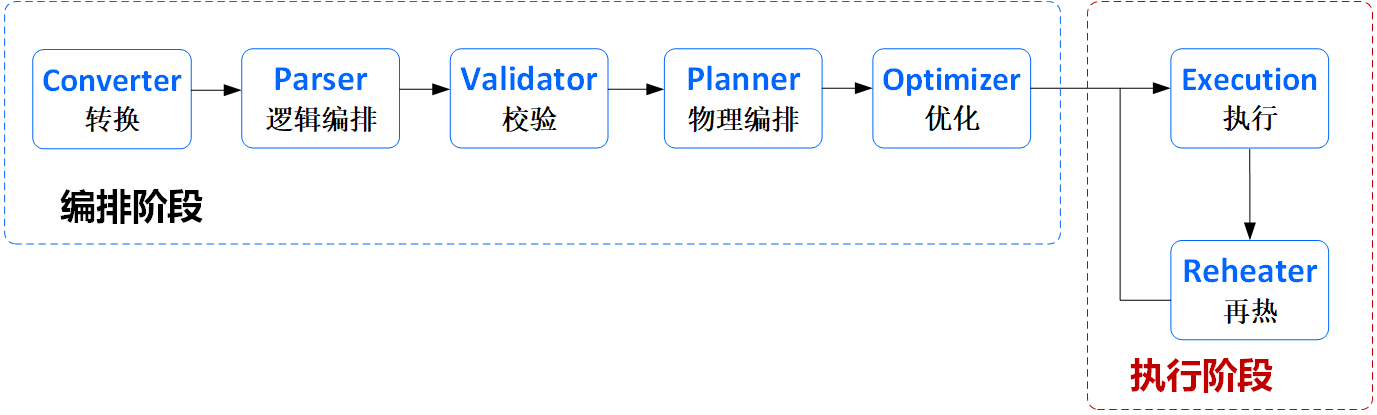 Converter
转换
Parser
逻辑编排
Validator
校验
Planner
物理编排
Optimizer
优化
Execution
执行
编排阶段
Reheater
再热
执行阶段